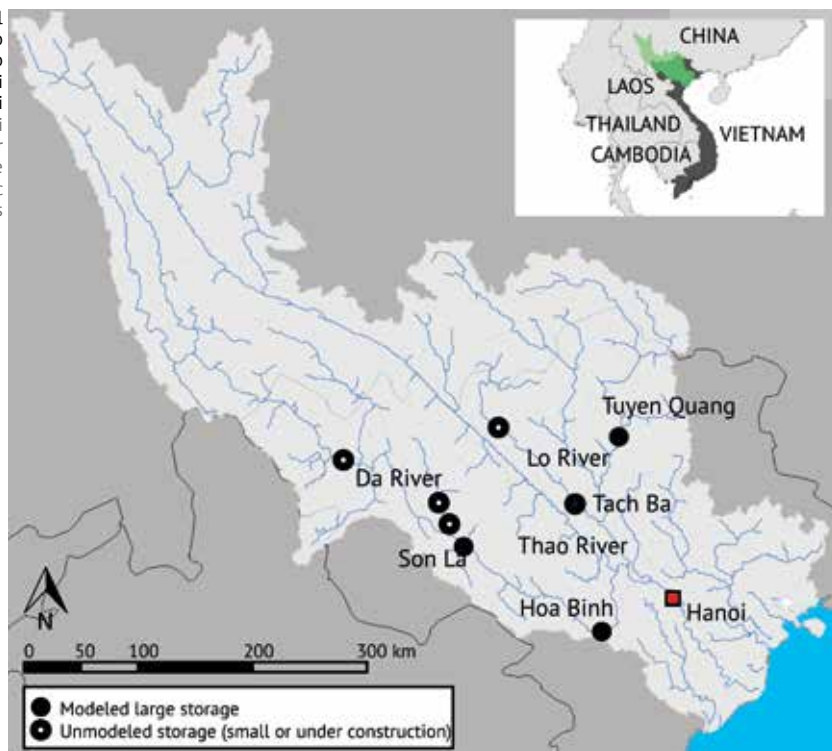 CHINA
LAOS
THAILAND
VIETNAM
CAMBODIA
Tuyen Quang
Lo River
Da River
Tach Ba
Thao River
Son La
Hoa Binh
Hanoi
N
0 50 100 200 300 km
Modeled large storage
Unmodeled storage (small or under construction)